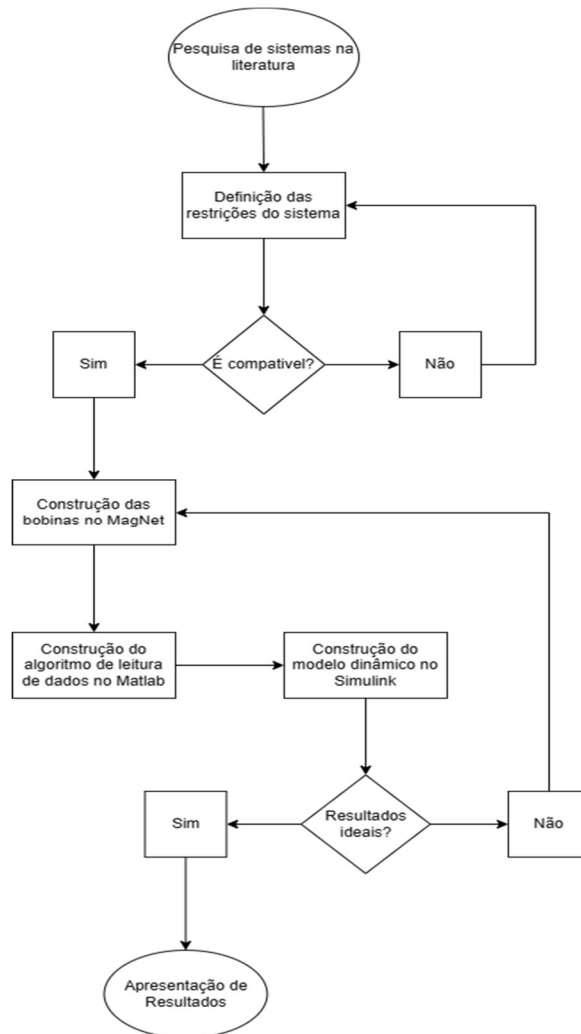 Pesquisa de sistemas na
literatura
Definição das
restrições do sistema
Sim
É compativel?
Não
Construção das
bobinas no MagNet
Construção do
algoritmo de leitura
de dados no Matlab
Construção do
modelo dinâmico no
Simulink
Sim
Resultados
ideais?
Não
Apresentação de
Resultados